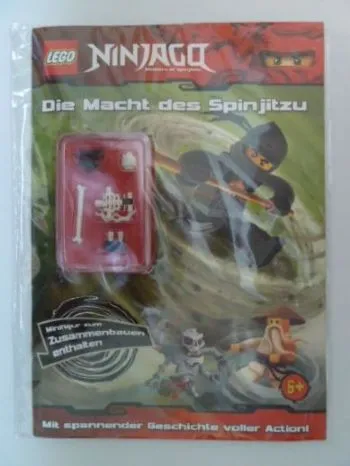 LEGO NINJAGO
Masters of Spinjitzu
Die Macht des Spinjitzu
Minifigur zum
Zusammenbauen
enthalten
6+
Mit spannender Geschichte voller Action!